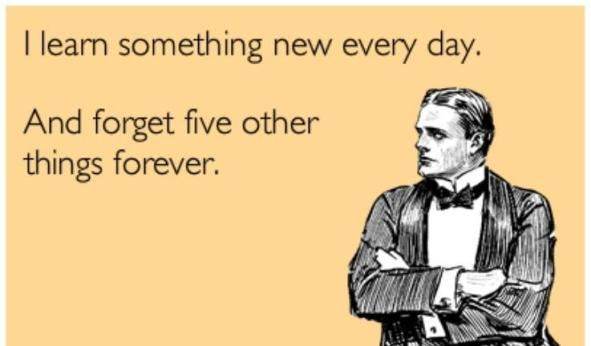 I learn something new every day.
And forget five other
things forever.